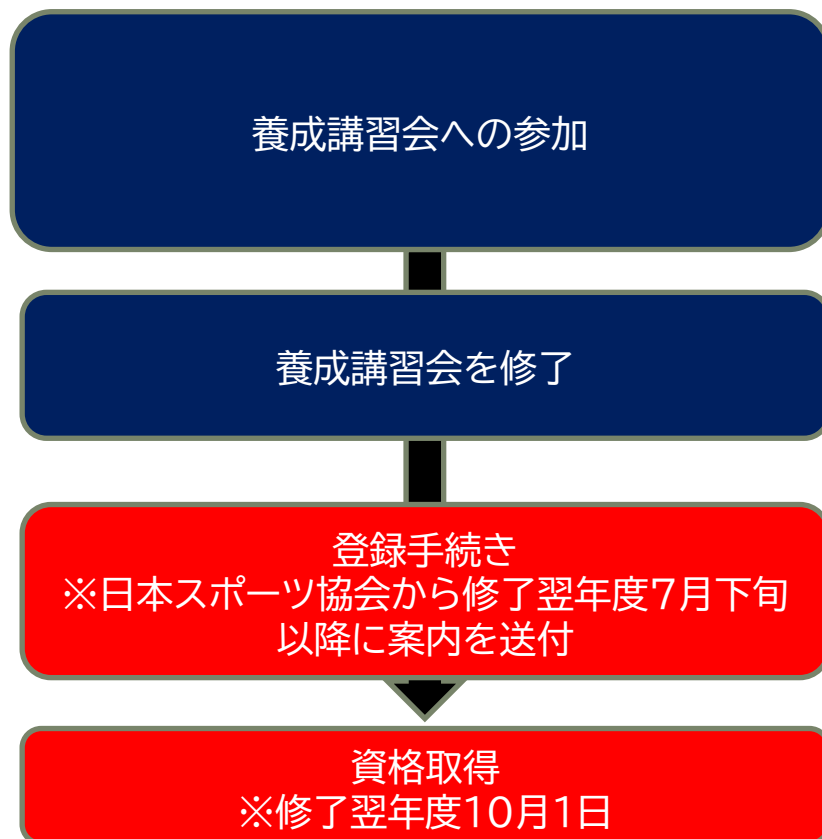 養成講習会への参加
養成講習会を修了
登録手続き
※日本スポーツ協会から修了翌年度7月下旬
以降に案内を送付
資格取得
※修了翌年度10月1日